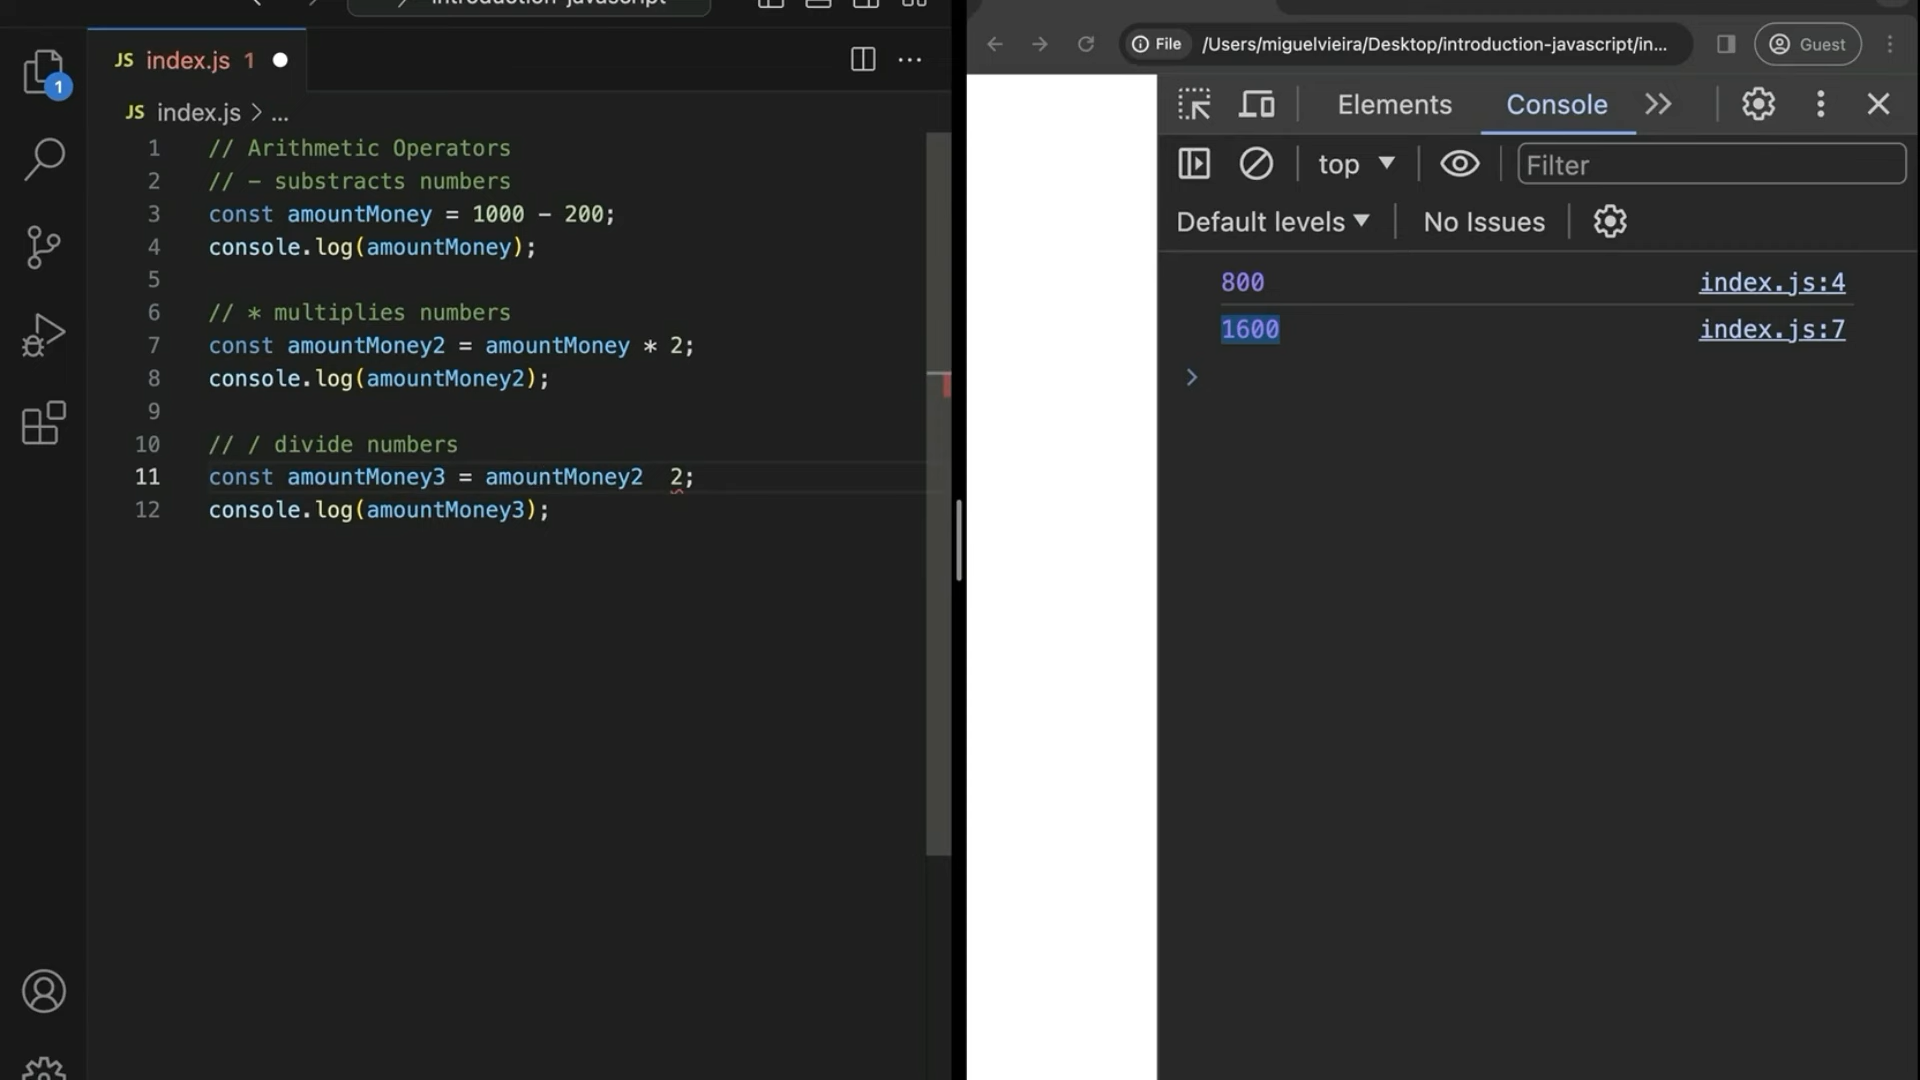 introduction-javascript
JS index.js 1
1
JS index.js > ...
1 // Arithmetic Operators
2 // - substracts numbers
3 const amountMoney = 1000 - 200;
4 console.log(amountMoney);
5
6 // * multiplies numbers
7 const amountMoney2 = amountMoney * 2;
8 console.log(amountMoney2);
9
10 // / divide numbers
11 const amountMoney3 = amountMoney2  2;
12 console.log(amountMoney3);
File /Users/miguelvieira/Desktop/introduction-javascript/in... Guest
Elements Console
top Filter
Default levels No Issues
800 index.js:4
1600 index.js:7